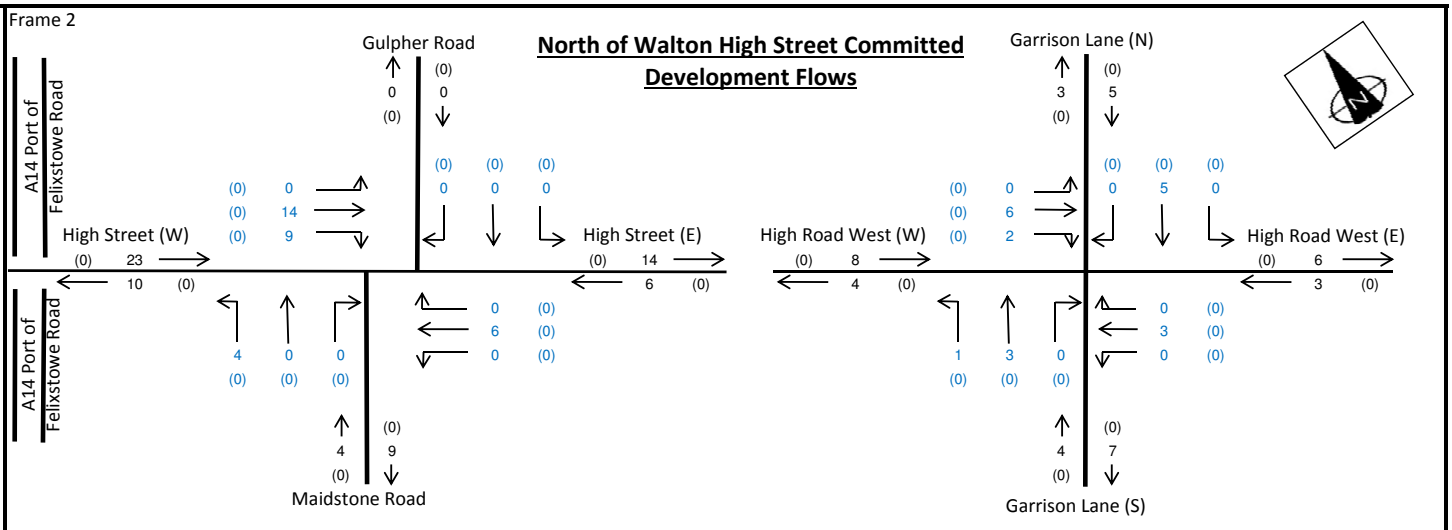 Frame 2
North of Walton High Street Committed
Development Flows
Gulpher Road
Garrison Lane (N)
N
A14 Port of
Felixstowe Road
A14 Port of
Felixstowe Road
(0)
0 0
(0)
(0) (0) (0)
0 0 0
(0) 0
(0) 14
(0) 9
High Street (W)
(0) 23
10 (0)
High Street (E)
(0) 14
6 (0)
0 (0)
6 (0)
0 (0)
4 0 0
(0) (0) (0)
(0)
4 9
(0)
Maidstone Road
(0)
3 5
(0)
(0) (0) (0)
0 5 0
(0) 0
(0) 6
(0) 2
High Road West (W)
(0) 8
4 (0)
High Road West (E)
(0) 6
3 (0)
0 (0)
3 (0)
0 (0)
1 3 0
(0) (0) (0)
(0)
4 7
(0)
Garrison Lane (S)